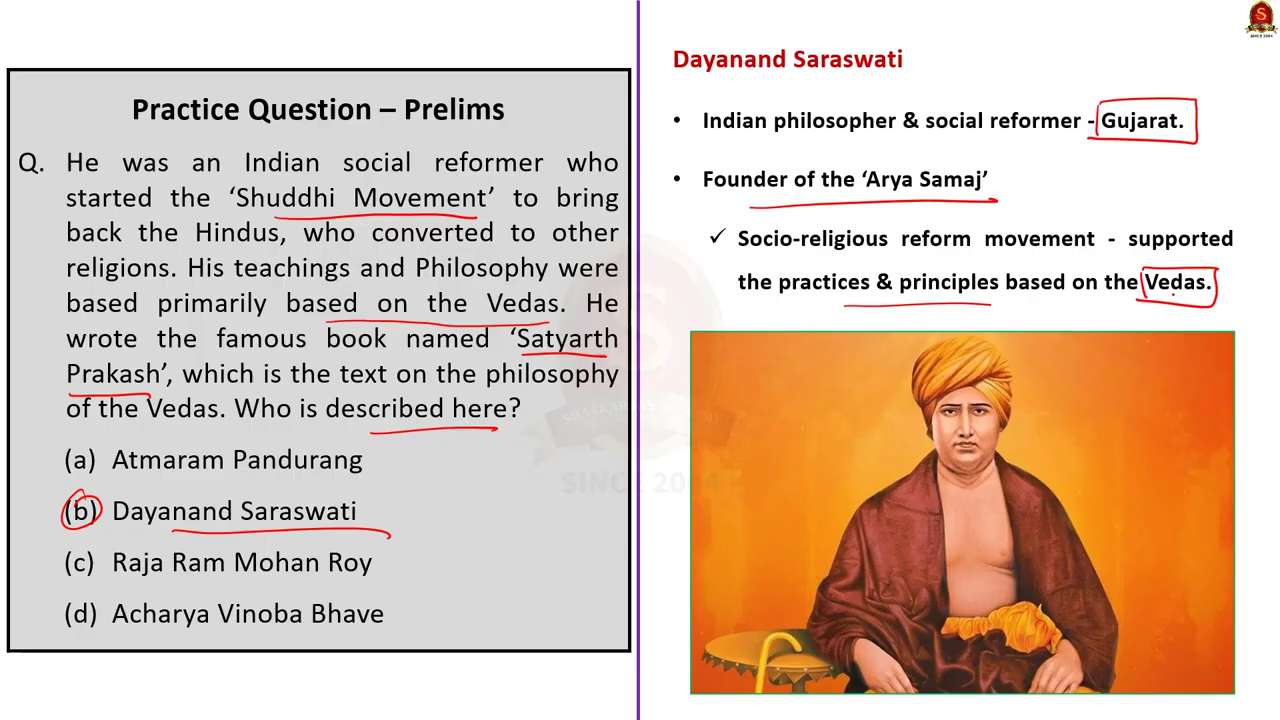 Practice Question – Prelims
Q. He was an Indian social reformer who
started the ‘Shuddhi Movement’ to bring
back the Hindus, who converted to other
religions. His teachings and Philosophy were
based primarily based on the Vedas. He
wrote the famous book named ‘Satyarth
Prakash’, which is the text on the philosophy
of the Vedas. Who is described here?
(a) Atmaram Pandurang
(b) Dayanand Saraswati
(c) Raja Ram Mohan Roy
(d) Acharya Vinoba Bhave
Dayanand Saraswati
• Indian philosopher & social reformer - Gujarat.
• Founder of the ‘Arya Samaj’
✓ Socio-religious reform movement - supported
the practices & principles based on the Vedas.
S
SINCE 2004
SINCE 2004